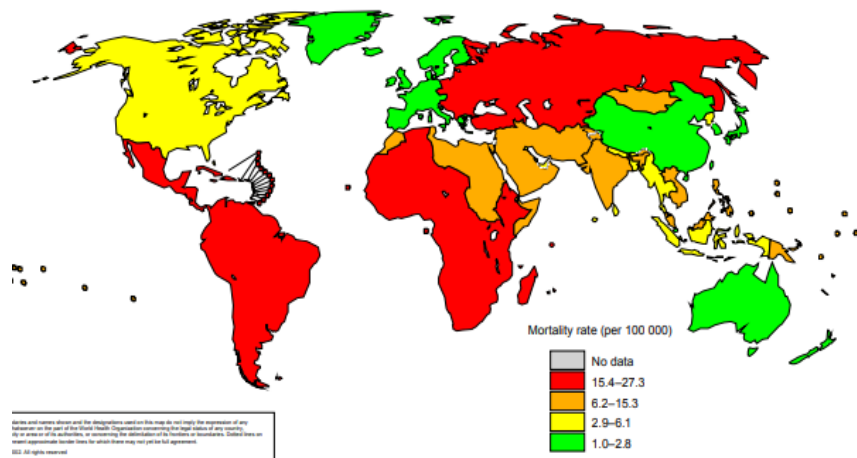 Mortality rate (per 100 000)
No data
15.4–27.3
6.2–15.3
2.9–6.1
1.0–2.8
daries and names shown and the designations used on this map do not imply the expression of any
whatsoever on the part of the World Health Organization concerning the legal status of any country,
ory or area or of its authorities, or concerning the delimitation of its frontiers or boundaries. Dotted lines on
resent approximate border lines for which there may not yet be full agreement.
002. All rights reserved